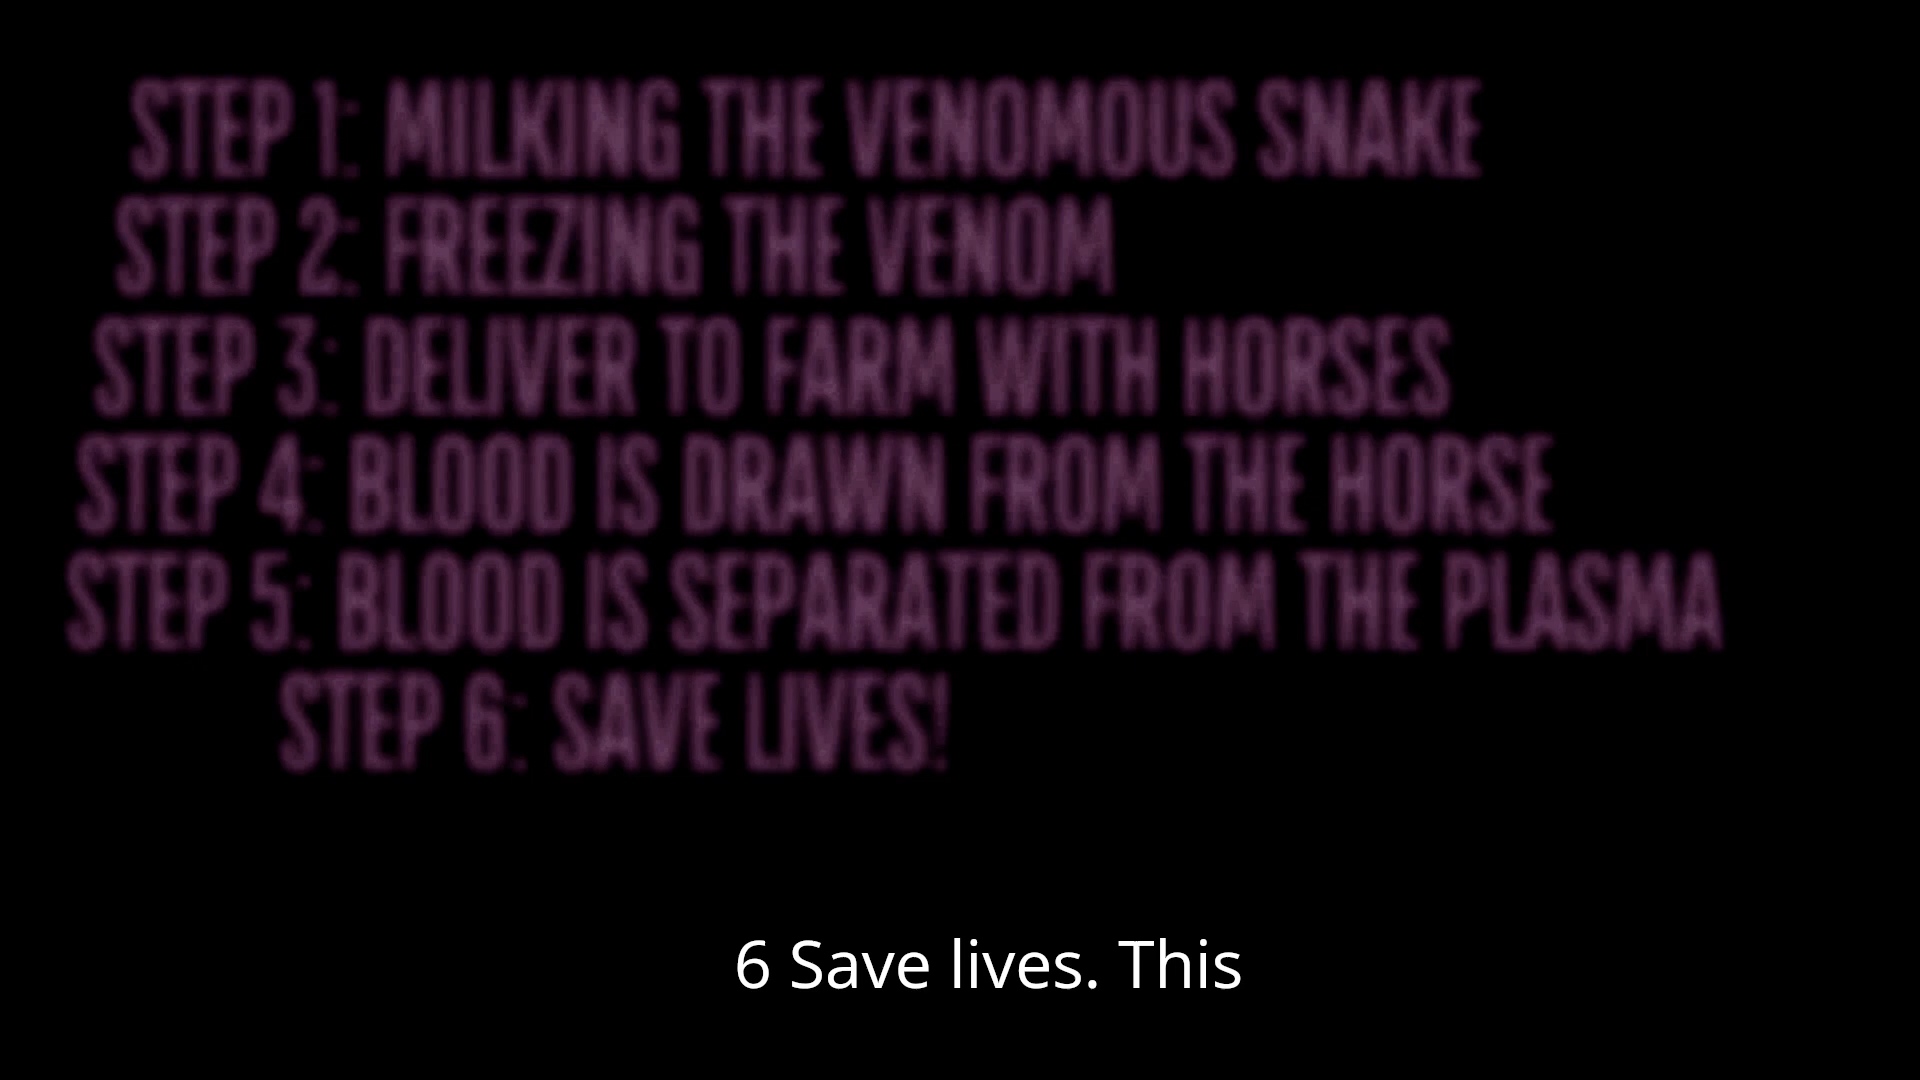 STEP 1: MILKING THE VENOMOUS SNAKE
STEP 2: FREEZING THE VENOM
STEP 3: DELIVER TO FARM WITH HORSES
STEP 4: BLOOD IS DRAWN FROM THE HORSE
STEP 5: BLOOD IS SEPARATED FROM THE PLASMA
STEP 6: SAVE LIVES!
6 Save lives. This